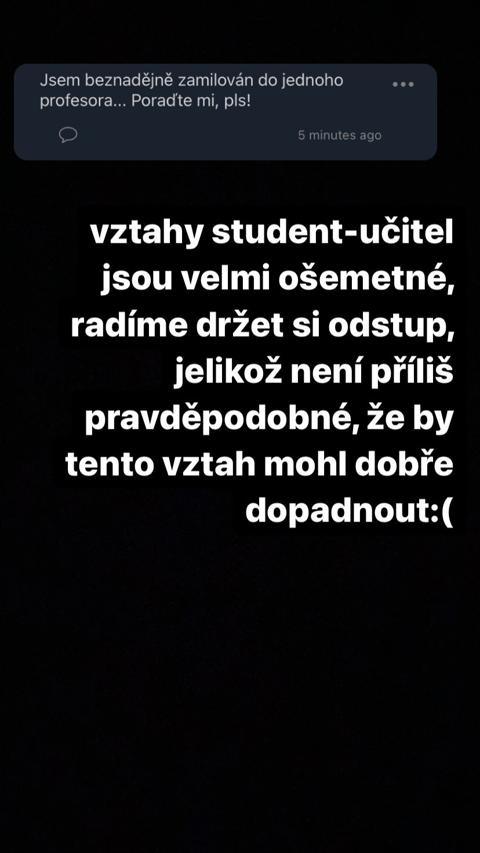 Jsem beznadějně zamilován do jednoho
profesora... Poraďte mi, pls!
5 minutes ago
vztahy student-učitel
jsou velmi ošemetné,
radíme držet si odstup,
jelikož není příliš
pravděpodobné, že by
tento vztah mohl dobře
dopadnout:(